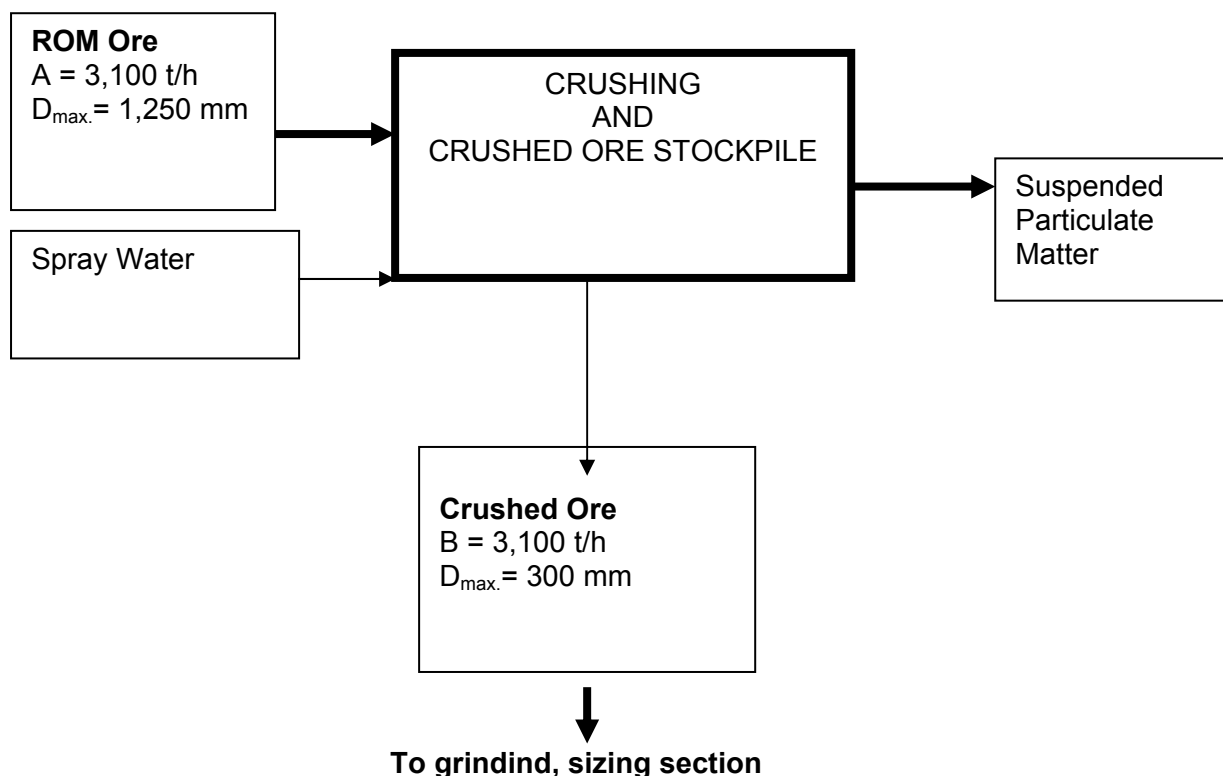 ROM Ore
A = 3,100 t/h
Dmax.= 1,250 mm
CRUSHING
AND
CRUSHED ORE STOCKPILE
Suspended
Particulate
Matter
Spray Water
Crushed Ore
B = 3,100 t/h
Dmax.= 300 mm
To grindind, sizing section